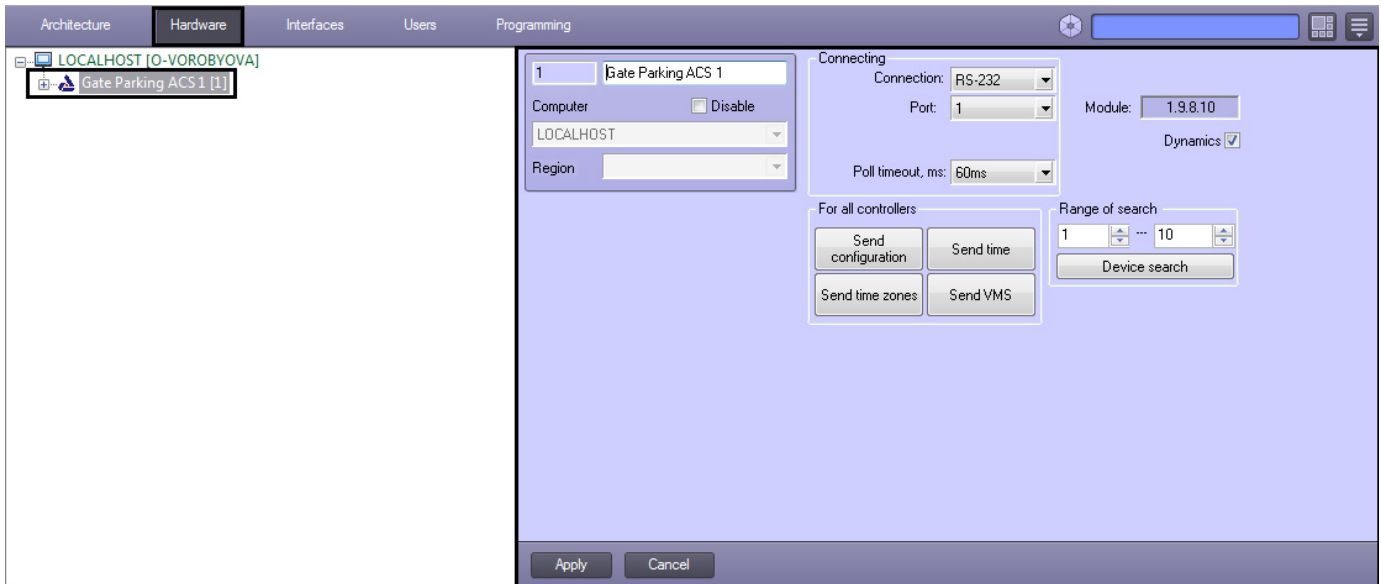 Architecture Hardware Interfaces Users Programming
LOCALHOST [O-VOROBYOVA]
Gate Parking ACS 1 [1]
1 Gate Parking ACS 1
Computer Disable
LOCALHOST
Region
Connecting
Connection: RS-232
Port: 1
Poll timeout, ms: 60ms
Module: 1.9.8.10
Dynamics
For all controllers
Send
configuration
Send time
Send time zones
Send VMS
Range of search
1 ... 10
Device search
Apply Cancel